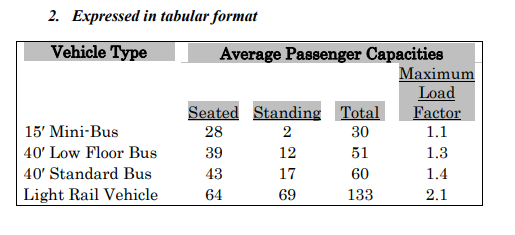 2. Expressed in tabular format
Vehicle Type Average Passenger Capacities
Maximum
Load
Seated Standing Total Factor
15' Mini-Bus 28 2 30 1.1
40' Low Floor Bus 39 12 51 1.3
40' Standard Bus 43 17 60 1.4
Light Rail Vehicle 64 69 133 2.1